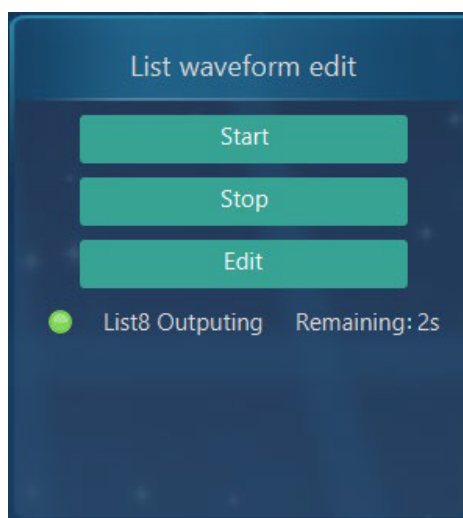 List waveform edit
Start
Stop
Edit
List8 Outputing Remaining: 2s